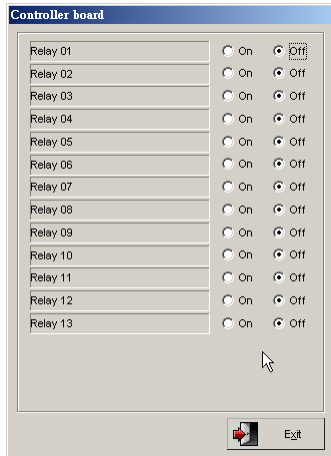 Controller board
Relay 01 On Off
Relay 02 On Off
Relay 03 On Off
Relay 04 On Off
Relay 05 On Off
Relay 06 On Off
Relay 07 On Off
Relay 08 On Off
Relay 09 On Off
Relay 10 On Off
Relay 11 On Off
Relay 12 On Off
Relay 13 On Off
Exit